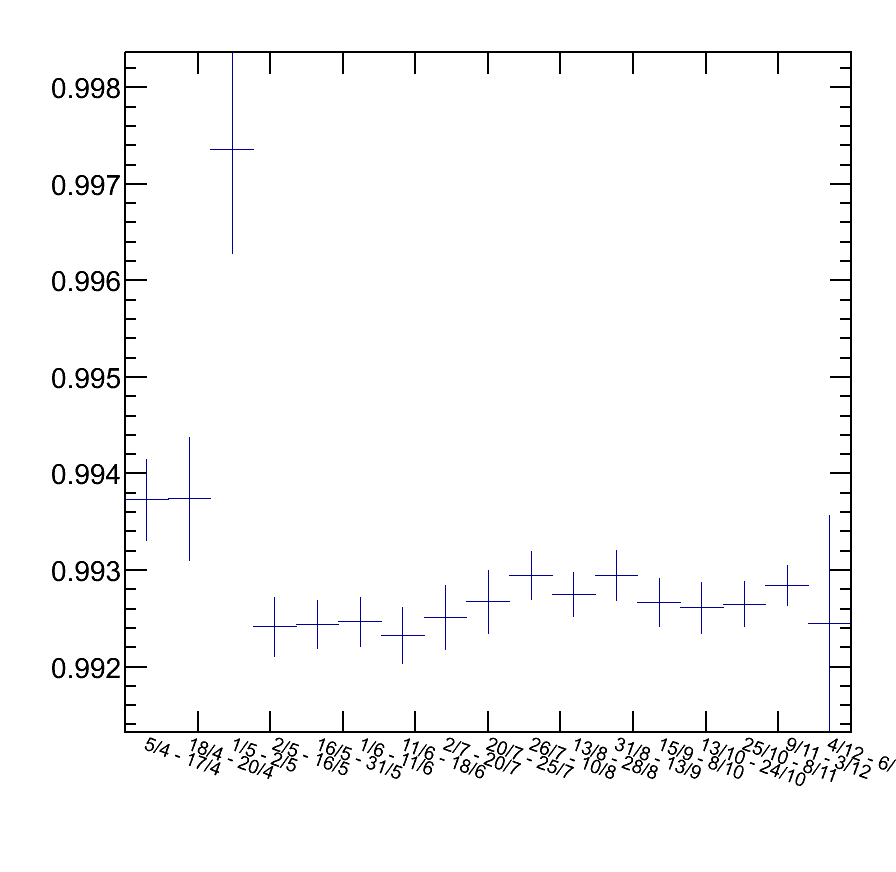 0.998
0.997
0.996
0.995
0.994
0.993
0.992
5/4 - 17/4
18/4 - 20/4
1/5 - 2/5
2/5 - 16/5
16/5 - 31/5
1/6 - 11/6
11/6 - 18/6
2/7 - 20/7
20/7 - 25/7
26/7 - 10/8
13/8 - 28/8
31/8 - 13/9
15/9 - 8/10
13/10 - 24/10
25/10 - 8/11
9/11 - 3/12
4/12 - 6/